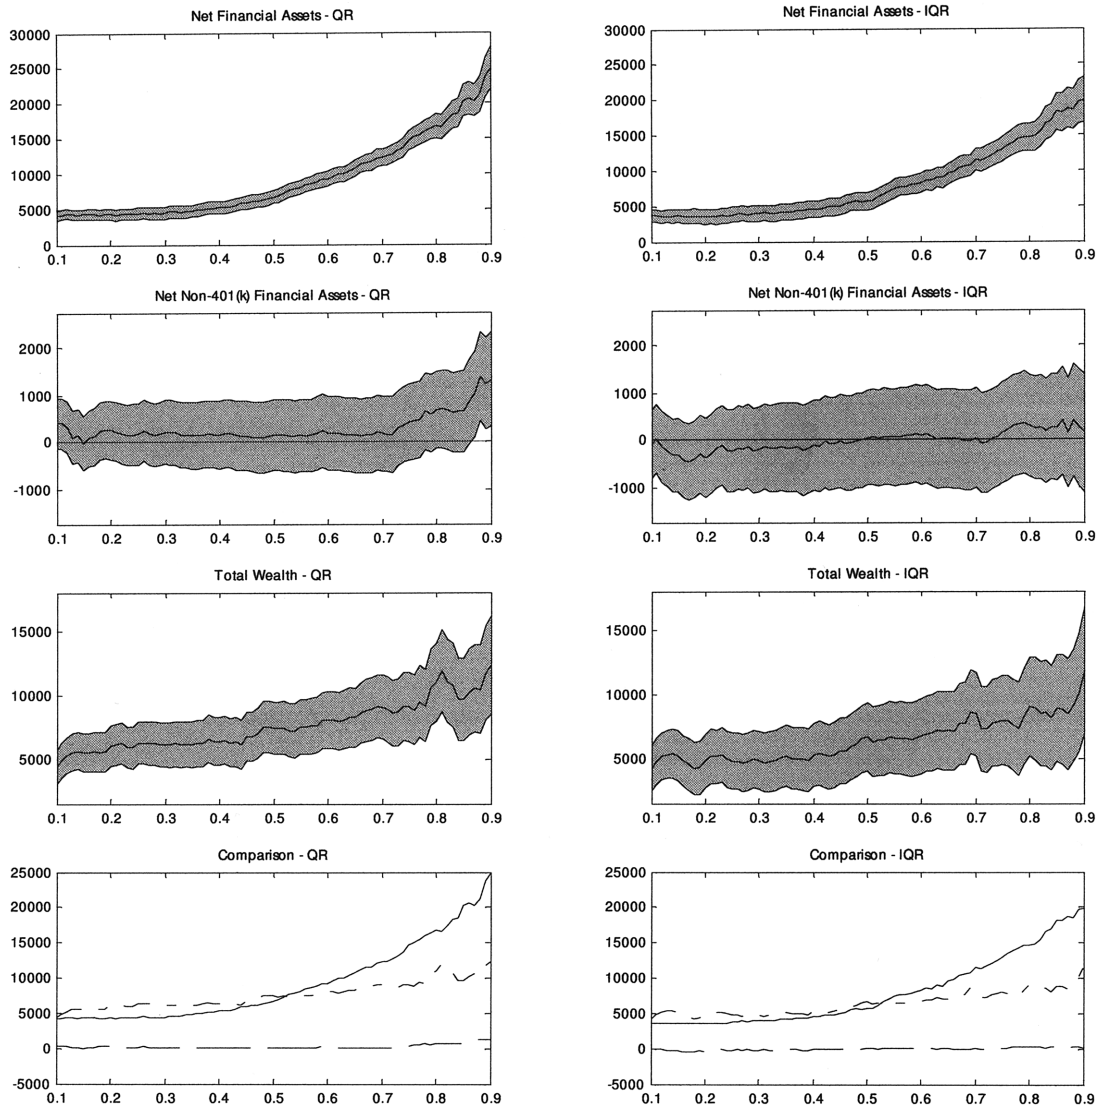 Net Financial Assets - QR
30000
25000
20000
15000
10000
5000
0
0.1 0.2 0.3 0.4 0.5 0.6 0.7 0.8 0.9
Net Financial Assets - IQR
30000
25000
20000
15000
10000
5000
0
0.1 0.2 0.3 0.4 0.5 0.6 0.7 0.8 0.9
Net Non-401(k) Financial Assets - QR
2000
1000
0
-1000
0.1 0.2 0.3 0.4 0.5 0.6 0.7 0.8 0.9
Net Non-401(k) Financial Assets - IQR
2000
1000
0
-1000
0.1 0.2 0.3 0.4 0.5 0.6 0.7 0.8 0.9
Total Wealth - QR
15000
10000
5000
0.1 0.2 0.3 0.4 0.5 0.6 0.7 0.8 0.9
Total Wealth - IQR
15000
10000
5000
0.1 0.2 0.3 0.4 0.5 0.6 0.7 0.8 0.9
Comparison - QR
25000
20000
15000
10000
5000
0
-5000
0.1 0.2 0.3 0.4 0.5 0.6 0.7 0.8 0.9
Comparison - IQR
25000
20000
15000
10000
5000
0
-5000
0.1 0.2 0.3 0.4 0.5 0.6 0.7 0.8 0.9